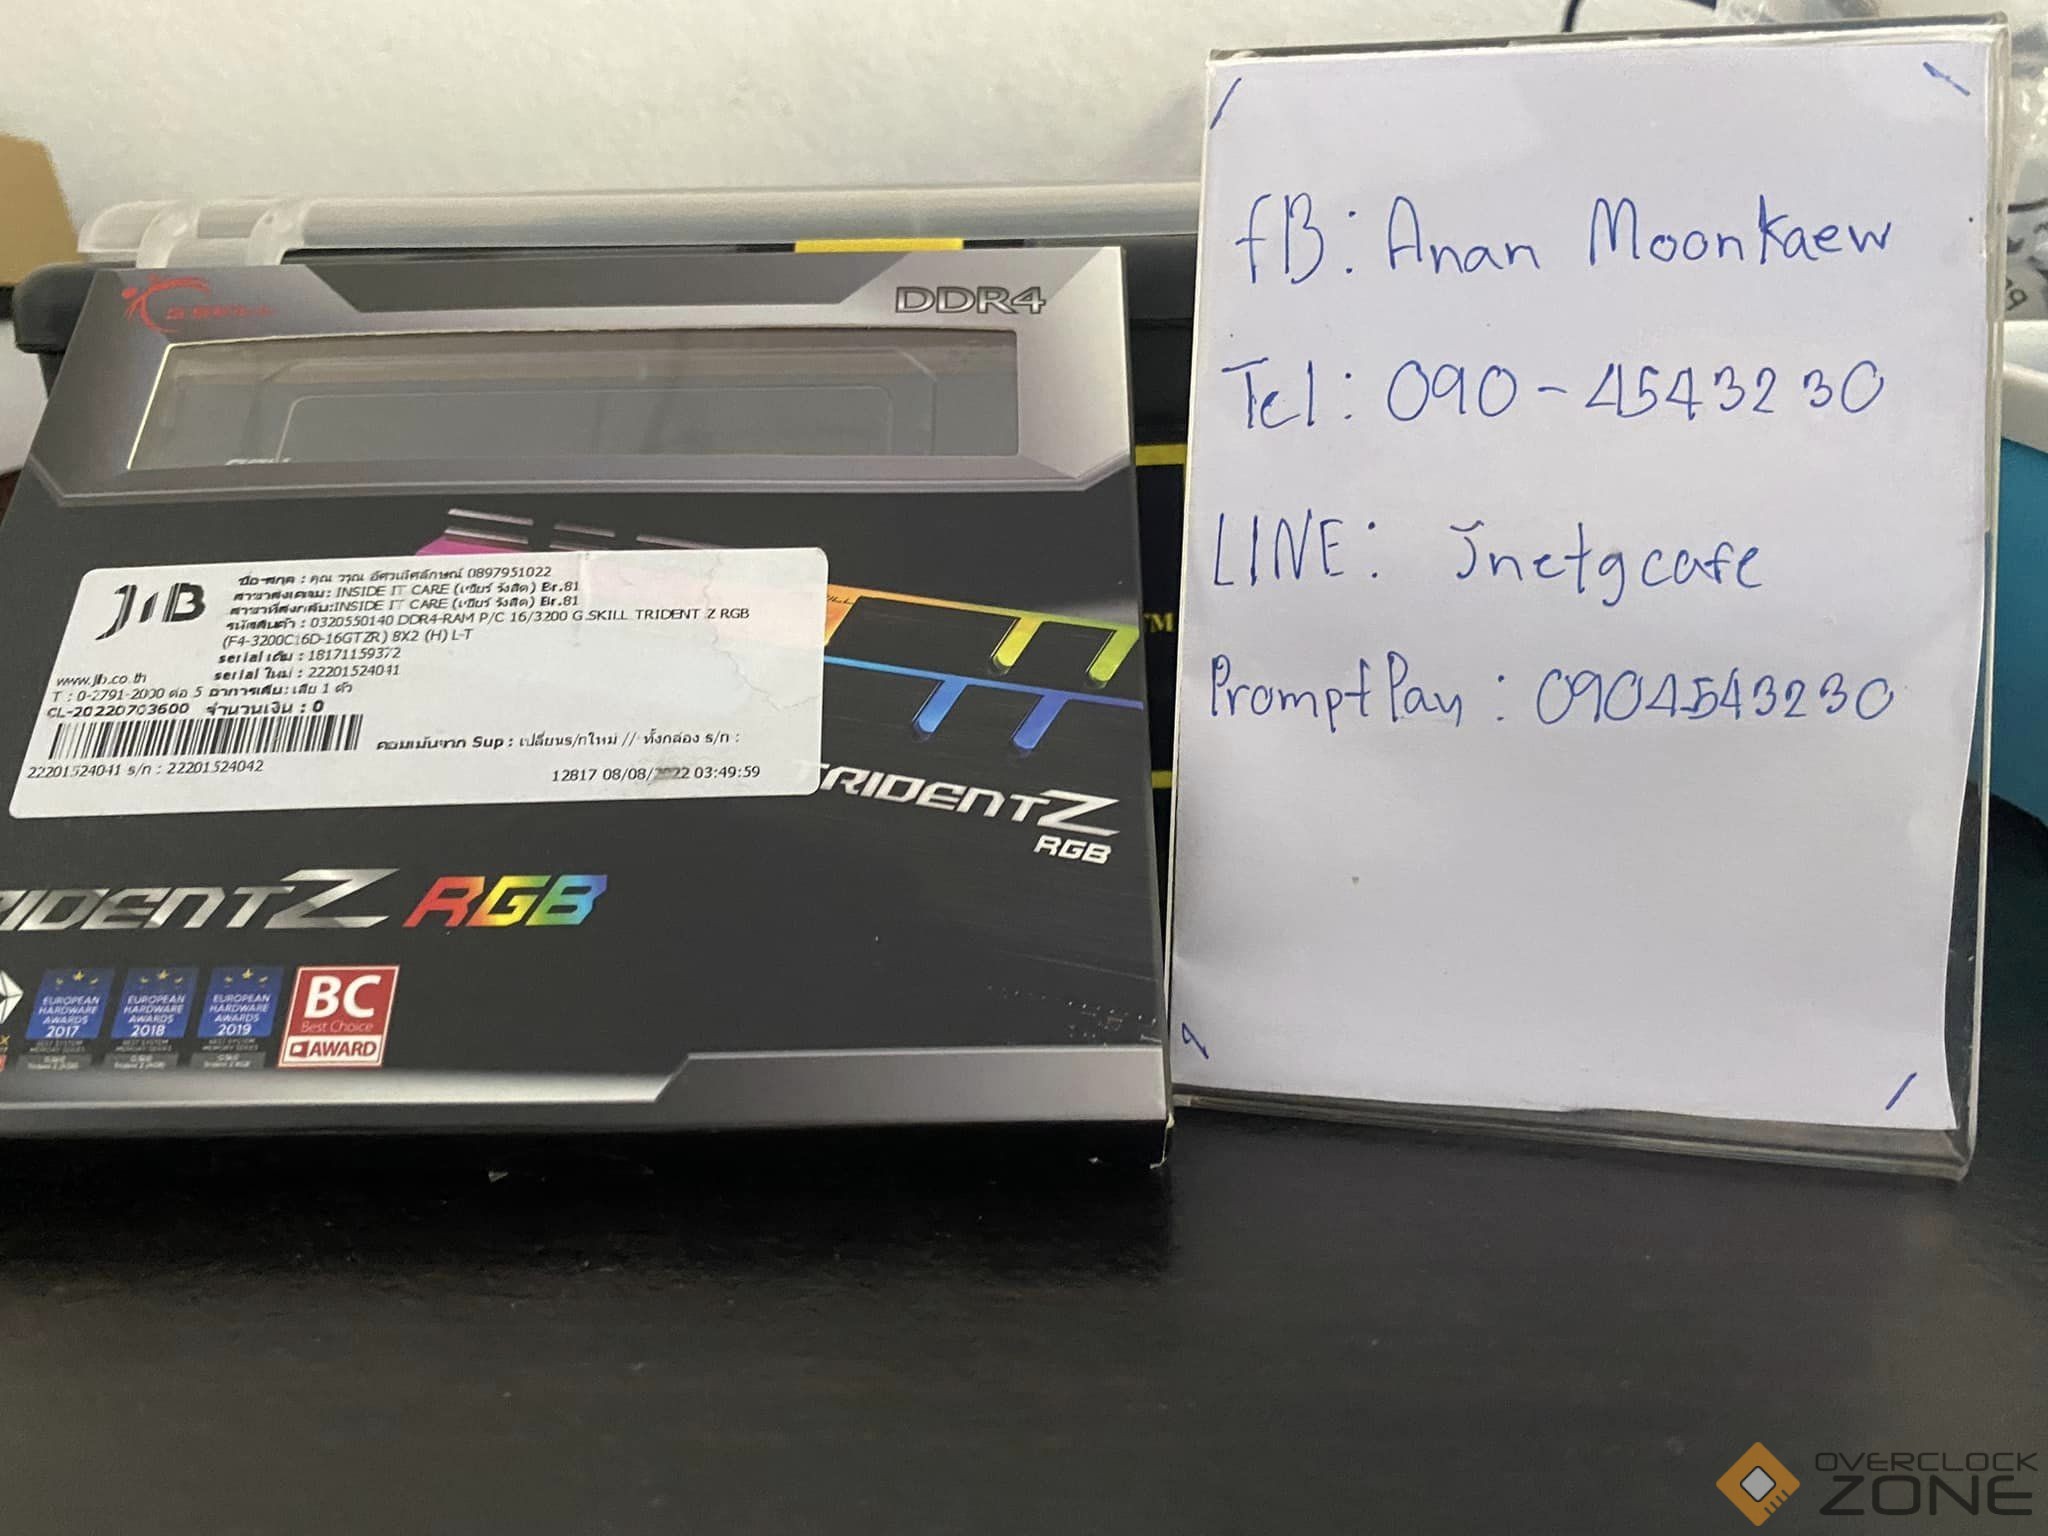 G.SKILL
DDR4
JIB
ชื่อ-สกุล : คุณ วรุณ อัศวเลิศลักษณ์ 0897951022
สาขาส่งเคลม: INSIDE IT CARE (เซียร์ รังสิต) Br.81
สาขาที่ส่งกลับ:INSIDE IT CARE (เซียร์ รังสิต) Br.81
รหัสสินค้า : 0320550140 DDR4-RAM P/C 16/3200 G.SKILL TRIDENT Z RGB
(F4-3200C16D-16GTZR) 8X2 (H) L-T
serial เดิม : 18171159372
www.jib.co.th serial ใหม่ : 22201524041
T : 0-2791-2000 ต่อ 5 อาการเสีย: เสีย 1 ตัว
CL-20220703600 จำนวนเงิน : 0
คอมเม้นจาก Sup : เปลี่ยนs/nใหม่ // ทั้งกล่อง s/n :
22201524041 s/n : 22201524042
12817 08/08/2022 03:49:59
TRIDENT Z
RGB
RIDENT Z RGB
EUROPEAN HARDWARE AWARDS 2017
EUROPEAN HARDWARE AWARDS 2018
EUROPEAN HARDWARE AWARDS 2019
BC
Best Choice
AWARD
TM
fB: Anan Moonkaew
Tel: 090-4543230
LINE: jnetgcafe
PromptPay : 0904543230
OVERCLOCK
ZONE